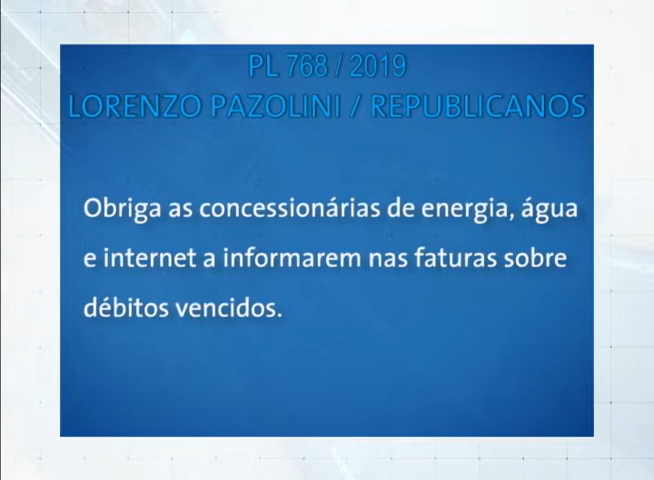 PL 768 / 2019
LORENZO PAZOLINI / REPUBLICANOS
Obriga as concessionárias de energia, água
e internet a informarem nas faturas sobre
débitos vencidos.